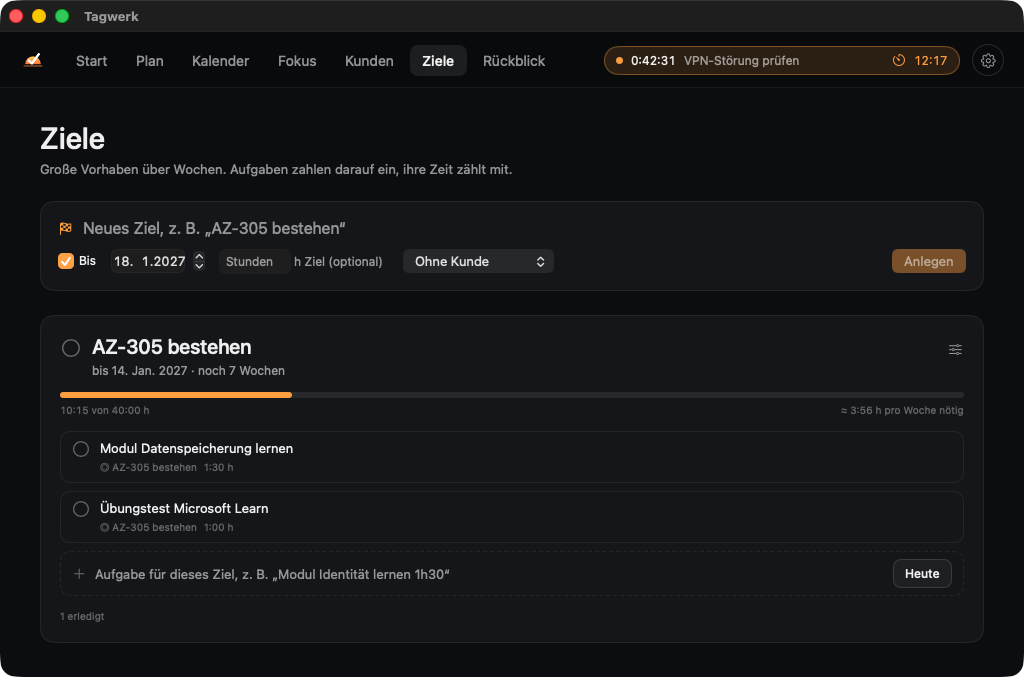 Tagwerk
Start Plan Kalender Fokus Kunden Ziele Rückblick 0:42:31 VPN-Störung prüfen 12:17
Ziele
Große Vorhaben über Wochen. Aufgaben zahlen darauf ein, ihre Zeit zählt mit.
Neues Ziel, z. B. „AZ-305 bestehen“
Bis 18. 1.2027 Stunden h Ziel (optional) Ohne Kunde Anlegen
AZ-305 bestehen
bis 14. Jan. 2027 · noch 7 Wochen
10:15 von 40:00 h ≈ 3:56 h pro Woche nötig
Modul Datenspeicherung lernen
AZ-305 bestehen 1:30 h
Übungstest Microsoft Learn
AZ-305 bestehen 1:00 h
Aufgabe für dieses Ziel, z. B. „Modul Identität lernen 1h30“ Heute
1 erledigt